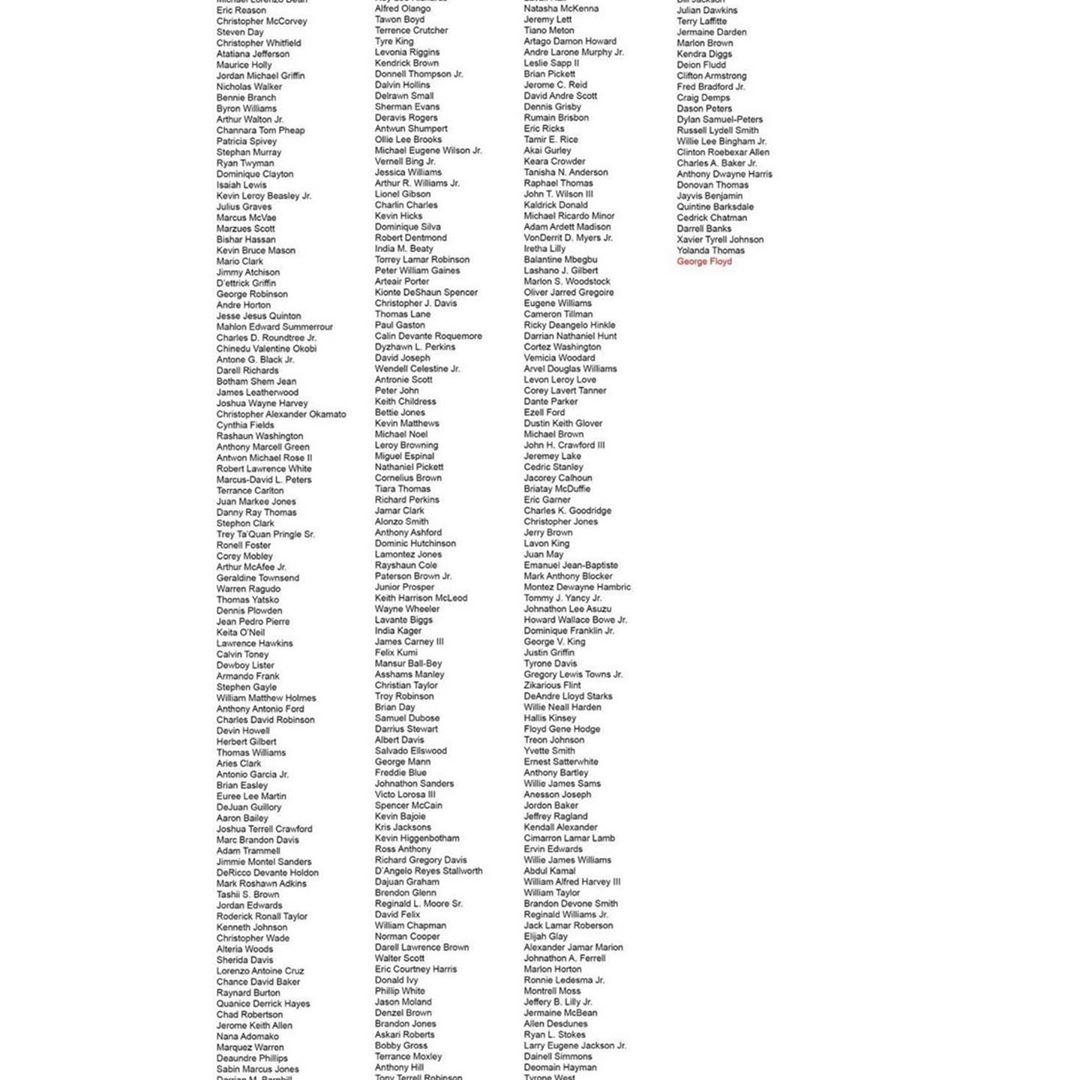 Michael Lorenzo Dean
Eric Reason
Christopher McCorvey
Steven Day
Christopher Whitfield
Atatiana Jefferson
Maurice Holly
Jordan Michael Griffin
Nicholas Walker
Bennie Branch
Byron Williams
Arthur Walton Jr.
Channara Tom Pheap
Patricia Spivey
Stephan Murray
Ryan Twyman
Dominique Clayton
Isaiah Lewis
Kevin Leroy Beasley Jr.
Julius Graves
Marcus McVae
Marzues Scott
Bishar Hassan
Kevin Bruce Mason
Mario Clark
Jimmy Atchison
D'ettrick Griffin
George Robinson
Andre Horton
Jesse Jesus Quinton
Mahlon Edward Summerrour
Charles D. Roundtree Jr.
Chinedu Valentine Okobi
Antone G. Black Jr.
Darell Richards
Botham Shem Jean
James Leatherwood
Joshua Wayne Harvey
Christopher Alexander Okamato
Cynthia Fields
Rashaun Washington
Anthony Marcell Green
Antwon Michael Rose II
Robert Lawrence White
Marcus-David L. Peters
Terrance Carlton
Juan Markee Jones
Danny Ray Thomas
Stephon Clark
Trey Ta'Quan Pringle Sr.
Ronell Foster
Corey Mobley
Arthur McAfee Jr.
Geraldine Townsend
Warren Ragudo
Thomas Yatsko
Dennis Plowden
Jean Pedro Pierre
Keita O'Neil
Lawrence Hawkins
Calvin Toney
Dewboy Lister
Armando Frank
Stephen Gayle
William Matthew Holmes
Anthony Antonio Ford
Charles David Robinson
Devin Howell
Herbert Gilbert
Thomas Williams
Aries Clark
Antonio Garcia Jr.
Brian Easley
Euree Lee Martin
DeJuan Guillory
Aaron Bailey
Joshua Terrell Crawford
Marc Brandon Davis
Adam Trammell
Jimmie Montel Sanders
DeRicco Devante Holdon
Mark Roshawn Adkins
Tashii S. Brown
Jordan Edwards
Roderick Ronall Taylor
Kenneth Johnson
Christopher Wade
Alteria Woods
Sherida Davis
Lorenzo Antoine Cruz
Chance David Baker
Raynard Burton
Quanice Derrick Hayes
Chad Robertson
Jerome Keith Allen
Nana Adomako
Marquez Warren
Deaundre Phillips
Sabin Marcus Jones
Darrian M. Barnhill
Alfred Olango
Tawon Boyd
Terrence Crutcher
Tyre King
Levonia Riggins
Kendrick Brown
Donnell Thompson Jr.
Dalvin Hollins
Delrawn Small
Sherman Evans
Deravis Rogers
Antwun Shumpert
Ollie Lee Brooks
Michael Eugene Wilson Jr.
Vernell Bing Jr.
Jessica Williams
Arthur R. Williams Jr.
Lionel Gibson
Charlin Charles
Kevin Hicks
Dominique Silva
Robert Dentmond
India M. Beaty
Torrey Lamar Robinson
Peter William Gaines
Arteair Porter
Kionte DeShaun Spencer
Christopher J. Davis
Thomas Lane
Paul Gaston
Calin Devante Roquemore
Dyzhawn L. Perkins
David Joseph
Wendell Celestine Jr.
Antronie Scott
Peter John
Keith Childress
Bettie Jones
Kevin Matthews
Michael Noel
Leroy Browning
Miguel Espinal
Nathaniel Pickett
Cornelius Brown
Tiara Thomas
Richard Perkins
Jamar Clark
Alonzo Smith
Anthony Ashford
Dominic Hutchinson
Lamontez Jones
Rayshaun Cole
Paterson Brown Jr.
Junior Prosper
Keith Harrison McLeod
Wayne Wheeler
Lavante Biggs
India Kager
James Carney III
Felix Kumi
Mansur Ball-Bey
Asshams Manley
Christian Taylor
Troy Robinson
Brian Day
Samuel Dubose
Darrius Stewart
Albert Davis
Salvado Ellswood
George Mann
Freddie Blue
Johnathon Sanders
Victo Lorosa III
Spencer McCain
Kevin Bajoie
Kris Jacksons
Kevin Higgenbotham
Ross Anthony
Richard Gregory Davis
D'Angelo Reyes Stallworth
Dajuan Graham
Brendon Glenn
Reginald L. Moore Sr.
David Felix
William Chapman
Norman Cooper
Darell Lawrence Brown
Walter Scott
Eric Courtney Harris
Donald Ivy
Phillip White
Jason Moland
Denzel Brown
Brandon Jones
Askari Roberts
Bobby Gross
Terrance Moxley
Anthony Hill
Tony Terrell Robinson
Natasha McKenna
Jeremy Lett
Tiano Meton
Artago Damon Howard
Andre Larone Murphy Jr.
Leslie Sapp II
Brian Pickett
Jerome C. Reid
David Andre Scott
Dennis Grisby
Rumain Brisbon
Eric Ricks
Tamir E. Rice
Akai Gurley
Keara Crowder
Tanisha N. Anderson
Raphael Thomas
John T. Wilson III
Kaldrick Donald
Michael Ricardo Minor
Adam Ardett Madison
VonDerrit D. Myers Jr.
Iretha Lilly
Balantine Mbegbu
Lashano J. Gilbert
Marlon S. Woodstock
Oliver Jarred Gregoire
Eugene Williams
Cameron Tillman
Ricky Deangelo Hinkle
Darrian Nathaniel Hunt
Cortez Washington
Vernicia Woodard
Arvel Douglas Williams
Levon Leroy Love
Corey Lavert Tanner
Dante Parker
Ezell Ford
Dustin Keith Glover
Michael Brown
John H. Crawford III
Jeremey Lake
Cedric Stanley
Jacorey Calhoun
Briatay McDuffie
Eric Garner
Charles K. Goodridge
Christopher Jones
Jerry Brown
Lavon King
Juan May
Emanuel Jean-Baptiste
Mark Anthony Blocker
Montez Dewayne Hambric
Tommy J. Yancy Jr.
Johnathon Lee Asuzu
Howard Wallace Bowe Jr.
Dominique Franklin Jr.
George V. King
Justin Griffin
Tyrone Davis
Gregory Lewis Towns Jr.
Zikarious Flint
DeAndre Lloyd Starks
Willie Neall Harden
Hallis Kinsey
Floyd Gene Hodge
Treon Johnson
Yvette Smith
Ernest Satterwhite
Anthony Bartley
Willie James Sams
Anesson Joseph
Jordon Baker
Jeffrey Ragland
Kendall Alexander
Cimarron Lamar Lamb
Ervin Edwards
Willie James Williams
Abdul Kamal
William Alfred Harvey III
William Taylor
Brandon Devone Smith
Reginald Williams Jr.
Jack Lamar Roberson
Elijah Glay
Alexander Jamar Marion
Johnathon A. Ferrell
Marlon Horton
Ronnie Ledesma Jr.
Montrell Moss
Jeffery B. Lilly Jr.
Jermaine McBean
Allen Desdunes
Ryan L. Stokes
Larry Eugene Jackson Jr.
Dainell Simmons
Deomain Hayman
Tyrone West
Bill Jackson
Julian Dawkins
Terry Laffitte
Jermaine Darden
Marlon Brown
Kendra Diggs
Deion Fludd
Clifton Armstrong
Fred Bradford Jr.
Craig Demps
Dason Peters
Dylan Samuel-Peters
Russell Lydell Smith
Willie Lee Bingham Jr.
Clinton Roebexar Allen
Charles A. Baker Jr.
Anthony Dwayne Harris
Donovan Thomas
Jayvis Benjamin
Quintine Barksdale
Cedrick Chatman
Darrell Banks
Xavier Tyrell Johnson
Yolanda Thomas
George Floyd